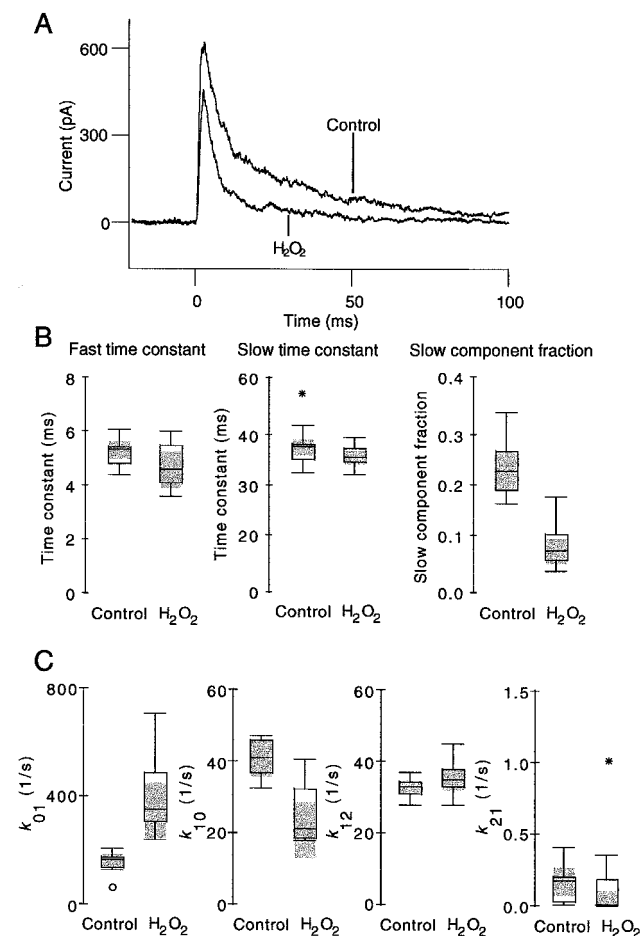 A
600
300
0
Current (pA)
Control
H2O2
0
50
100
Time (ms)
B
Fast time constant
8
6
4
2
0
Time constant (ms)
Control H2O2
Slow time constant
60
40
30
20
0
Time constant (ms)
Control H2O2
Slow component fraction
0.4
0.3
0.2
0.1
0.0
Slow component fraction
*
Control H2O2
C
800
400
0
k01 (1/s)
Control H2O2
60
40
20
0
k10 (1/s)
Control H2O2
60
40
20
0
k12 (1/s)
Control H2O2
1.5
1.0
0.5
0.0
k21 (1/s)
*
Control H2O2